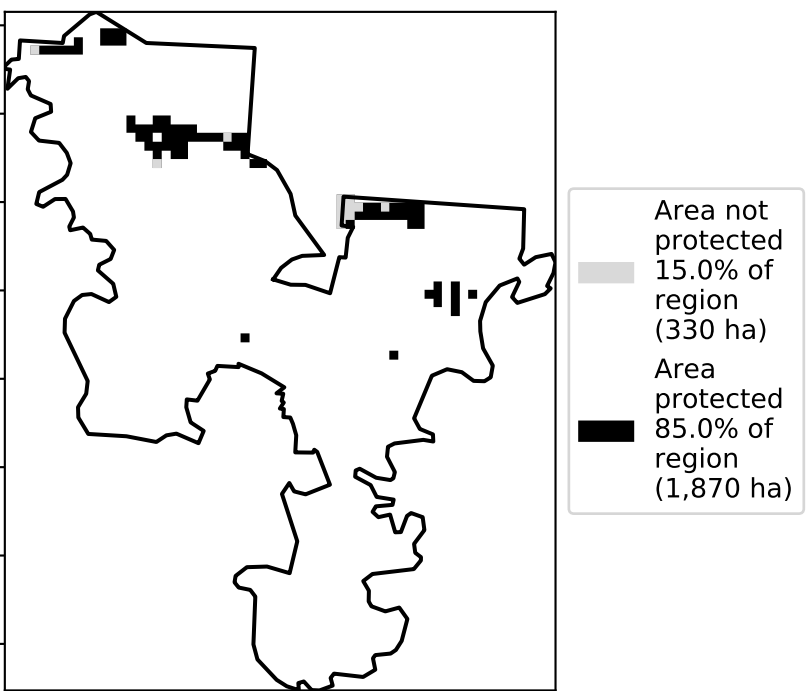 Area not
protected
15.0% of
region
(330 ha)
Area
protected
85.0% of
region
(1,870 ha)